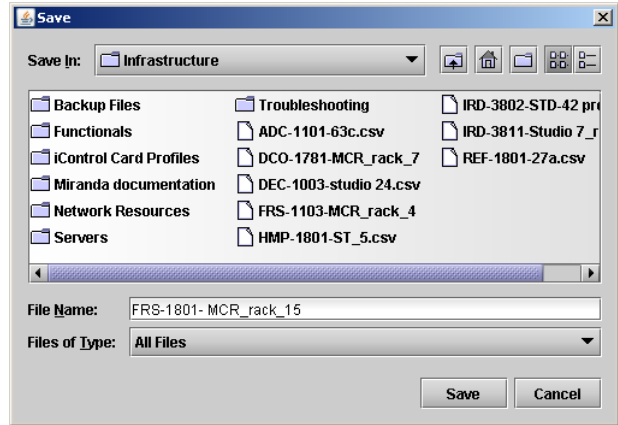 Save
Save In: Infrastructure
Backup Files
Functionals
iControl Card Profiles
Miranda documentation
Network Resources
Servers
Troubleshooting
ADC-1101-63c.csv
DCO-1781-MCR_rack_7
DEC-1003-studio 24.csv
FRS-1103-MCR_rack_4
HMP-1801-ST_5.csv
IRD-3802-STD-42 pr
IRD-3811-Studio 7_r
REF-1801-27a.csv
File Name: FRS-1801- MCR_rack_15
Files of Type: All Files
Save Cancel